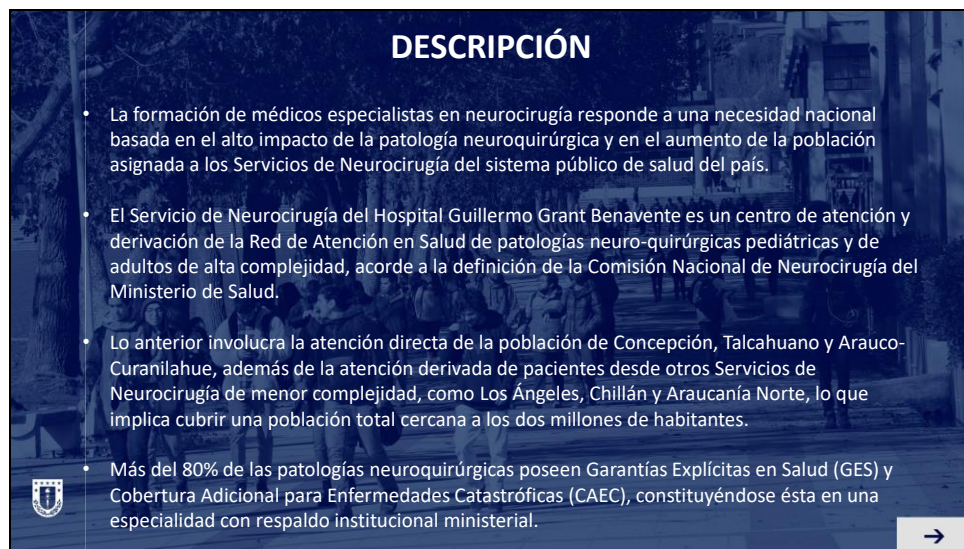 DESCRIPCIÓN
• La formación de médicos especialistas en neurocirugía responde a una necesidad nacional
basada en el alto impacto de la patología neuroquirúrgica y en el aumento de la población
asignada a los Servicios de Neurocirugía del sistema público de salud del país.
• El Servicio de Neurocirugía del Hospital Guillermo Grant Benavente es un centro de atención y
derivación de la Red de Atención en Salud de patologías neuro-quirúrgicas pediátricas y de
adultos de alta complejidad, acorde a la definición de la Comisión Nacional de Neurocirugía del
Ministerio de Salud.
• Lo anterior involucra la atención directa de la población de Concepción, Talcahuano y Arauco-
Curanilahue, además de la atención derivada de pacientes desde otros Servicios de
Neurocirugía de menor complejidad, como Los Ángeles, Chillán y Araucanía Norte, lo que
implica cubrir una población total cercana a los dos millones de habitantes.
• Más del 80% de las patologías neuroquirúrgicas poseen Garantías Explícitas en Salud (GES) y
Cobertura Adicional para Enfermedades Catastróficas (CAEC), constituyéndose ésta en una
especialidad con respaldo institucional ministerial.